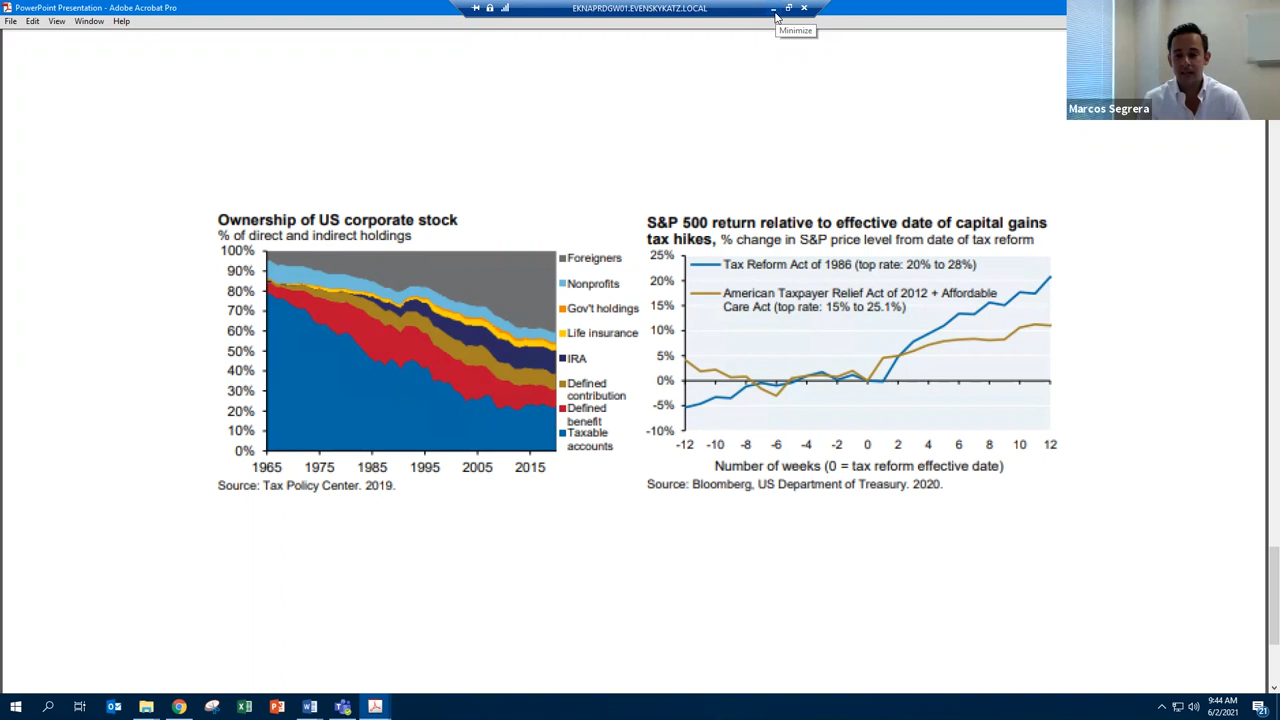 PowerPoint Presentation - Adobe Acrobat Pro
EKNAPRDGW01.EVENSKYKATZ.LOCAL
File Edit View Window Help
Minimize
Marcos Segrera
Ownership of US corporate stock
% of direct and indirect holdings
100%
90%
80%
70%
60%
50%
40%
30%
20%
10%
0%
1965 1975 1985 1995 2005 2015
Foreigners
Nonprofits
Gov't holdings
Life insurance
IRA
Defined
contribution
Defined
benefit
Taxable
accounts
Source: Tax Policy Center. 2019.
S&P 500 return relative to effective date of capital gains
tax hikes, % change in S&P price level from date of tax reform
25%
20%
15%
10%
5%
0%
-5%
-10%
Tax Reform Act of 1986 (top rate: 20% to 28%)
American Taxpayer Relief Act of 2012 + Affordable
Care Act (top rate: 15% to 25.1%)
-12 -10 -8 -6 -4 -2 0 2 4 6 8 10 12
Number of weeks (0 = tax reform effective date)
Source: Bloomberg, US Department of Treasury. 2020.
9:44 AM
6/2/2021
21